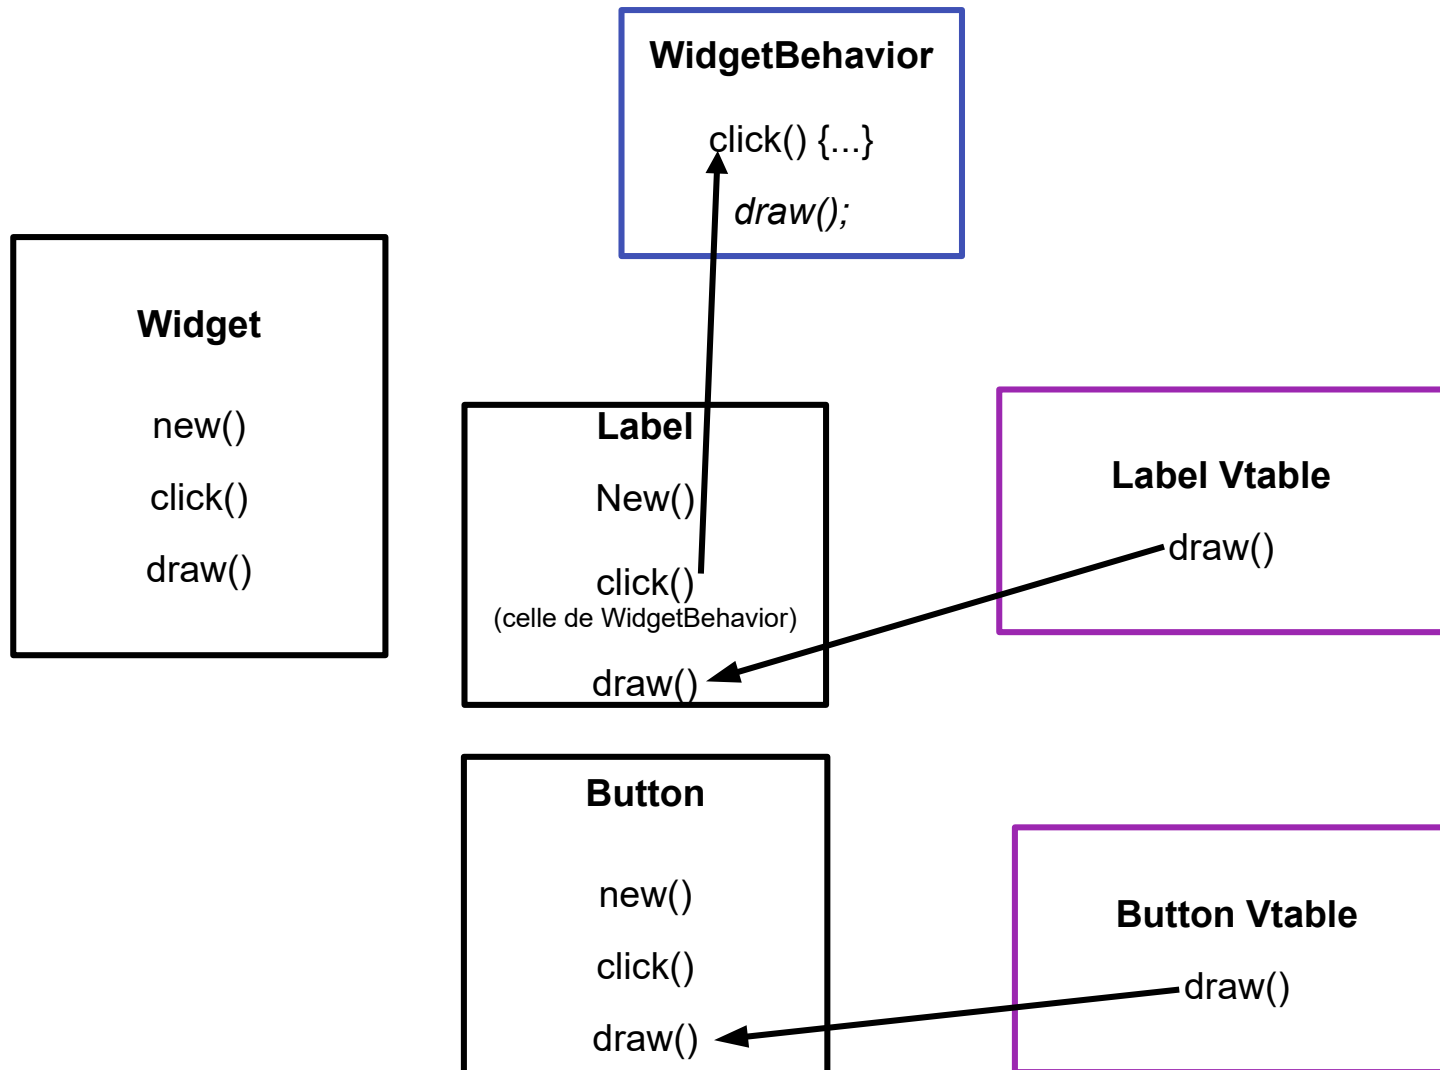 WidgetBehavior
click() {...}
draw();
Widget
new()
click()
draw()
Label
New()
click()
(celle de WidgetBehavior)
draw()
Label Vtable
draw()
Button
new()
click()
draw()
Button Vtable
draw()